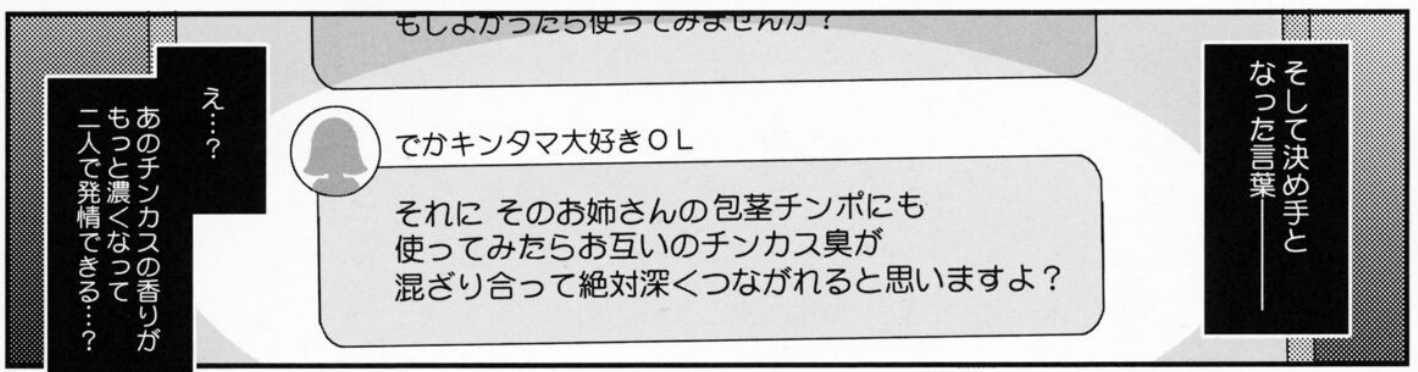 そして決め手と
なった言葉――――
もしよかったら使ってみませんか？
でかキンタマ大好きOL
それに そのお姉さんの包茎チンポにも
使ってみたらお互いのチンカス臭が
混ざり合って絶対深くつながれると思いますよ？
え…？
あのチンカスの香りが
もっと濃くなって
二人で発情できる…？